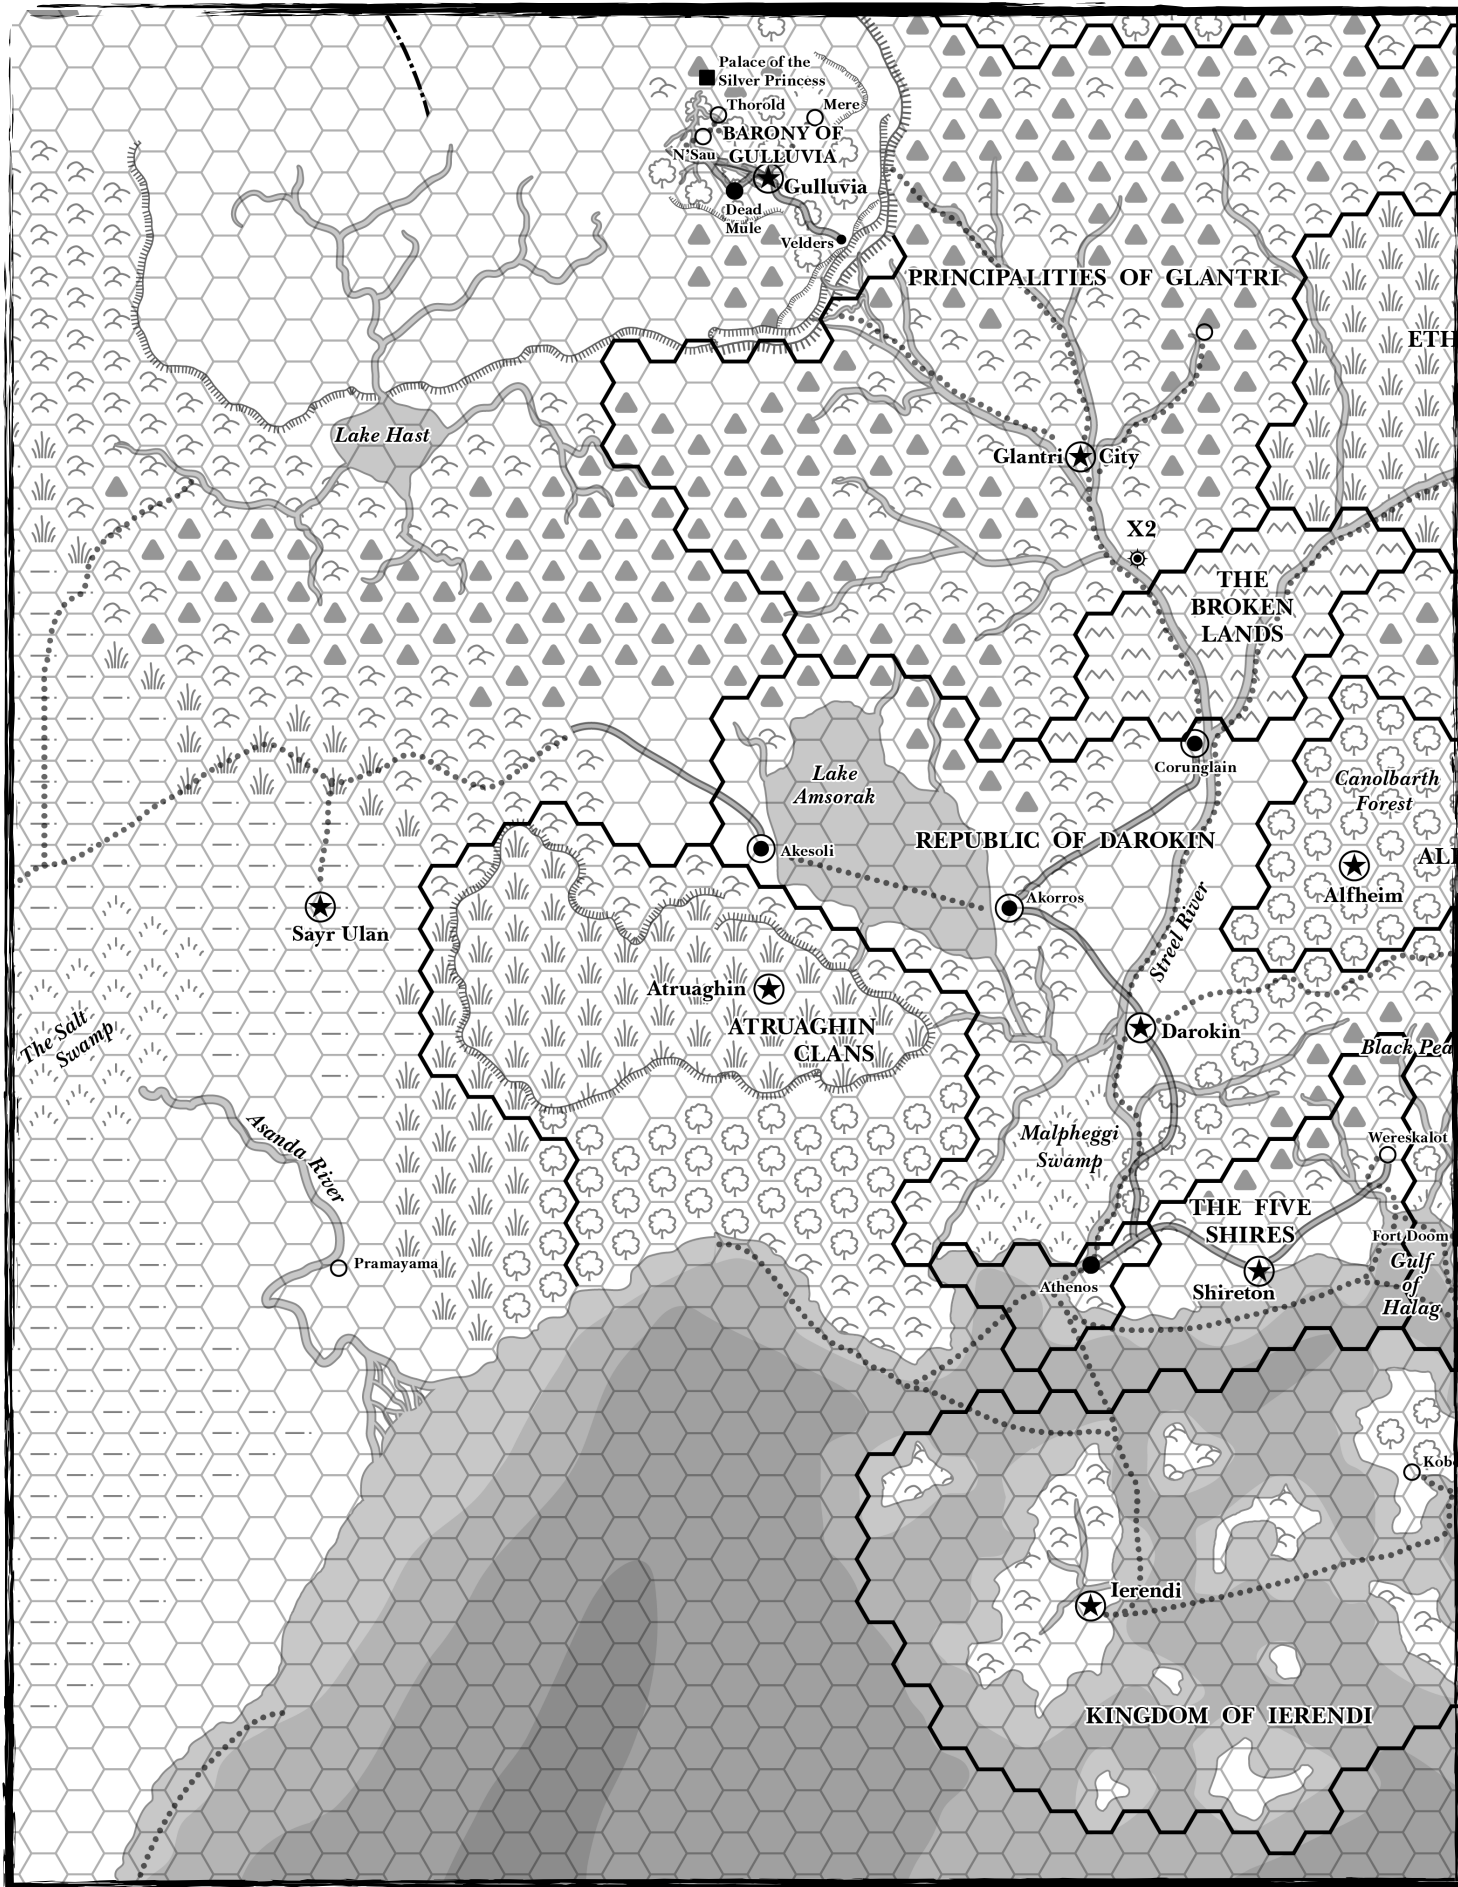 Palace of the
Silver Princess
Thorold
Mere
BARONY OF
GULLUVIA
N'Sau
Gulluvia
Dead
Mule
Velders
PRINCIPALITIES OF GLANTRI
ETH
Lake Hast
Glantri City
X2
THE
BROKEN
LANDS
Corunglain
Lake
Amsorak
Canolbarth
Forest
REPUBLIC OF DAROKIN
Akesoli
ALF
Akorros
Alfheim
Sayr Ulan
Streel River
Atruaghin
ATRUAGHIN
CLANS
Darokin
The Salt
Swamp
Black Pea
Asanda River
Malpheggi
Swamp
Wereskalot
THE FIVE
SHIRES
Fort Doom
Pramayama
Gulf
of
Halag
Athenos
Shireton
Kobo
Ierendi
KINGDOM OF IERENDI